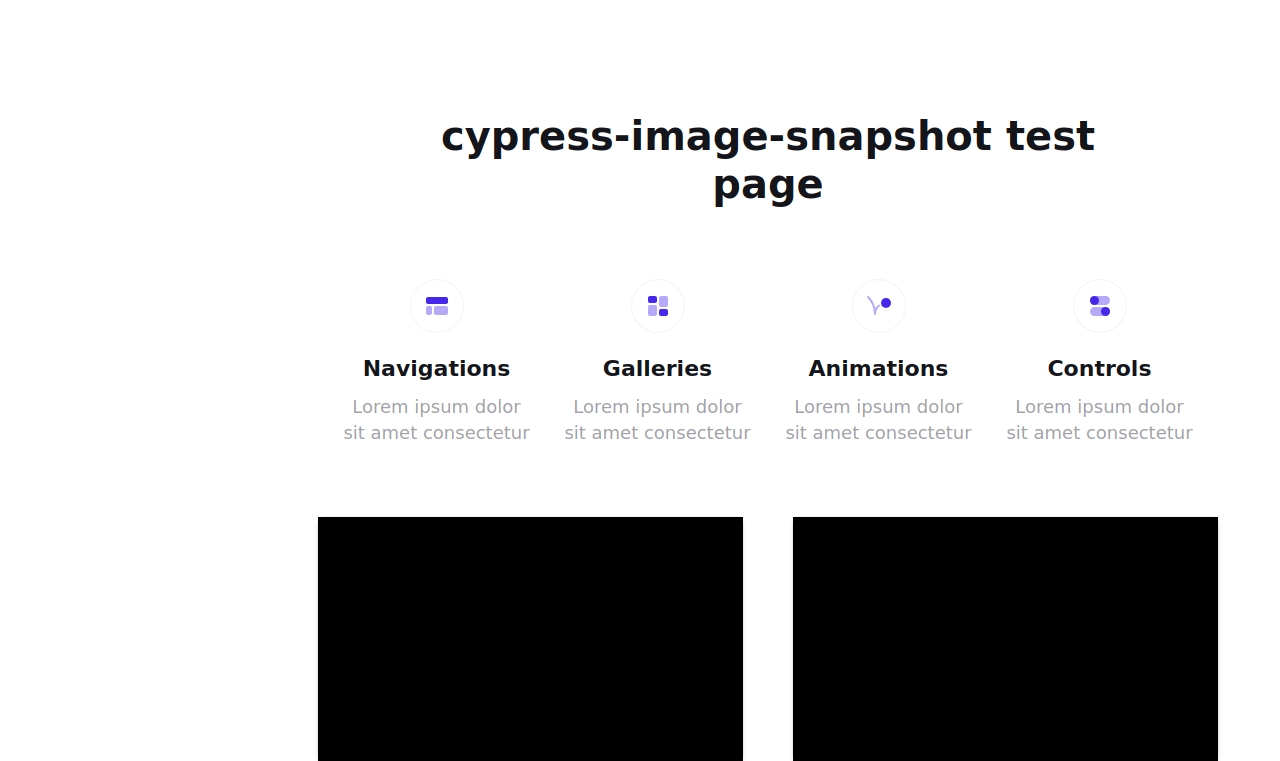 cypress-image-snapshot test
page
Navigations
Lorem ipsum dolor
sit amet consectetur
Galleries
Lorem ipsum dolor
sit amet consectetur
Animations
Lorem ipsum dolor
sit amet consectetur
Controls
Lorem ipsum dolor
sit amet consectetur